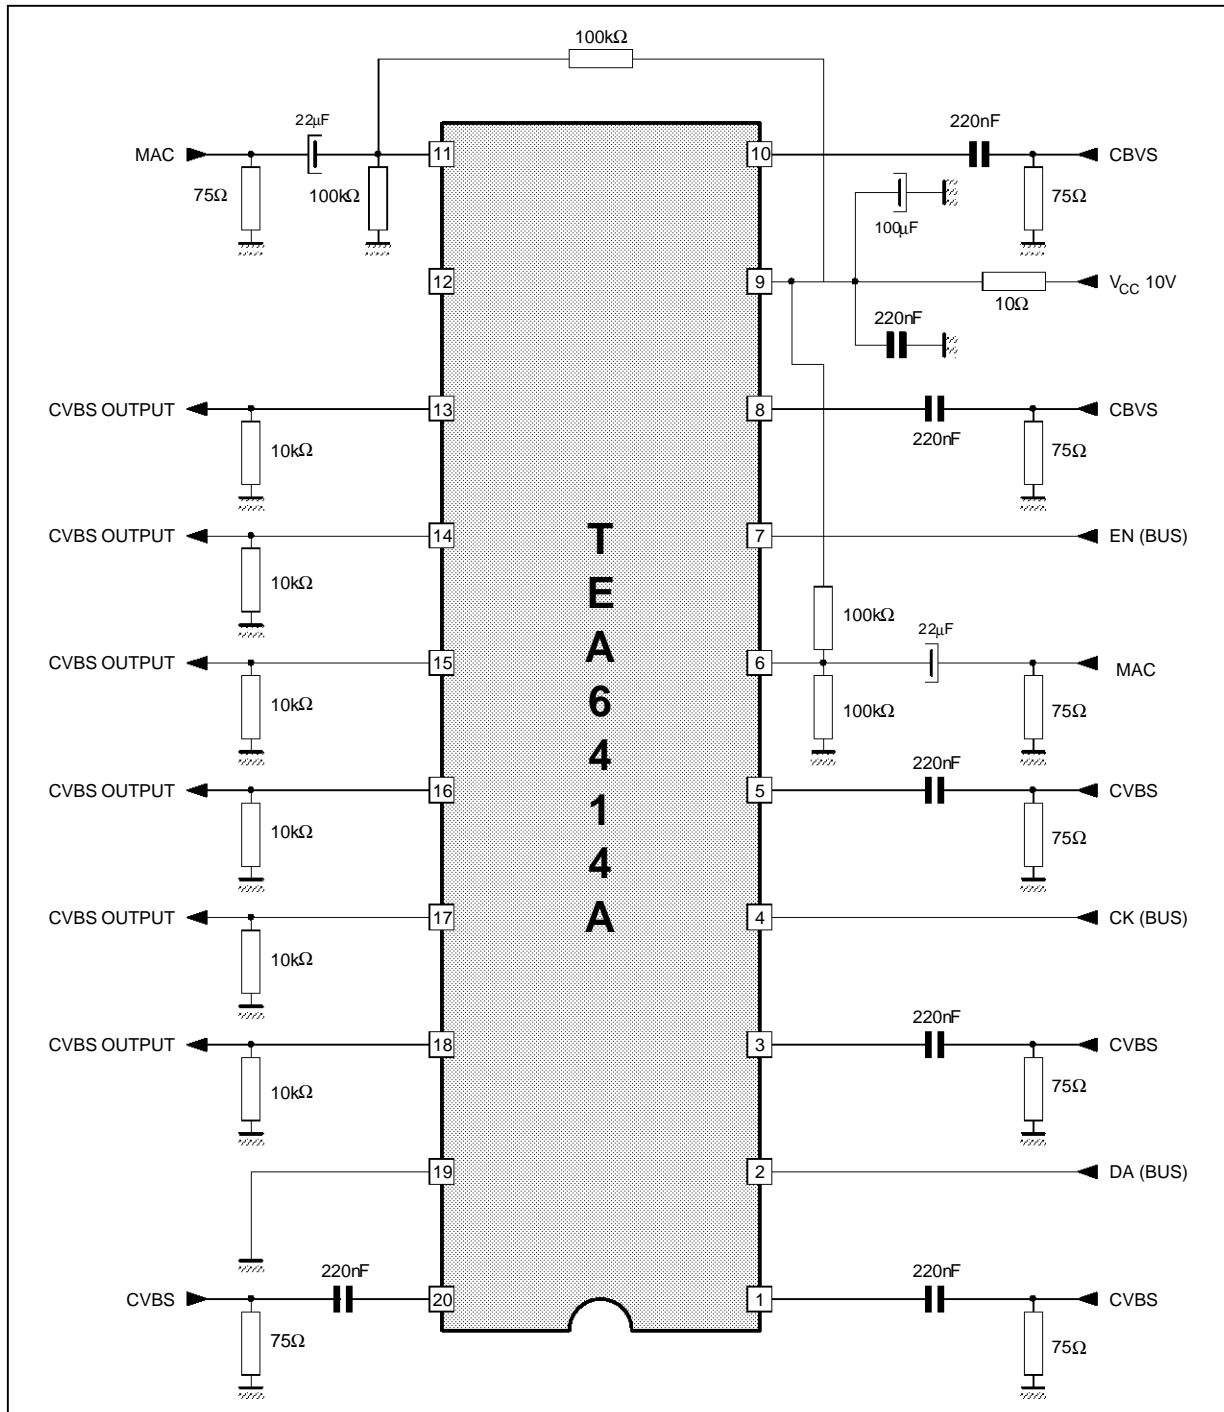 100kΩ
22µF
220nF
MAC
11
10
CBVS
75Ω
100kΩ
100µF
75Ω
12
9
VCC 10V
10Ω
220nF
CVBS OUTPUT
13
8
CBVS
10kΩ
220nF
75Ω
CVBS OUTPUT
14
7
EN (BUS)
10kΩ
100kΩ
22µF
CVBS OUTPUT
15
6
MAC
10kΩ
100kΩ
75Ω
220nF
CVBS OUTPUT
16
5
CVBS
10kΩ
75Ω
TEA6414A
CVBS OUTPUT
17
4
CK (BUS)
10kΩ
220nF
CVBS OUTPUT
18
3
CVBS
10kΩ
75Ω
19
2
DA (BUS)
220nF
220nF
CVBS
20
1
CVBS
75Ω
75Ω